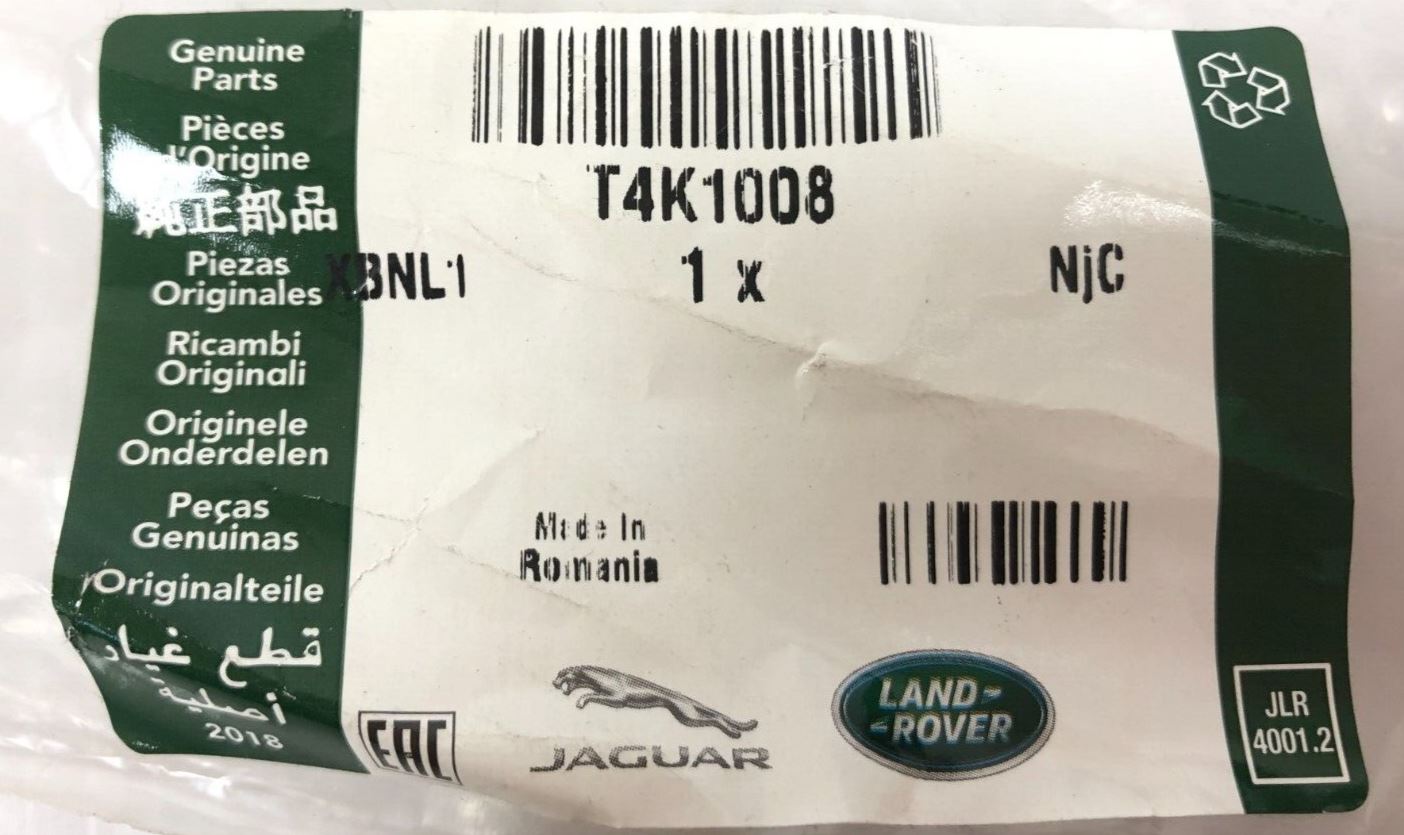 Genuine
Parts
Pièces
d'Origine
純正部品
Piezas
Originales
Ricambi
Originali
Originele
Onderdelen
Peças
Genuinas
Originalteile
قطع غيار
أصلية
2018
T4K1008
XBNL1
1 x
NjC
Made In
Romania
EAC
JAGUAR
LAND-
-ROVER
JLR
4001.2